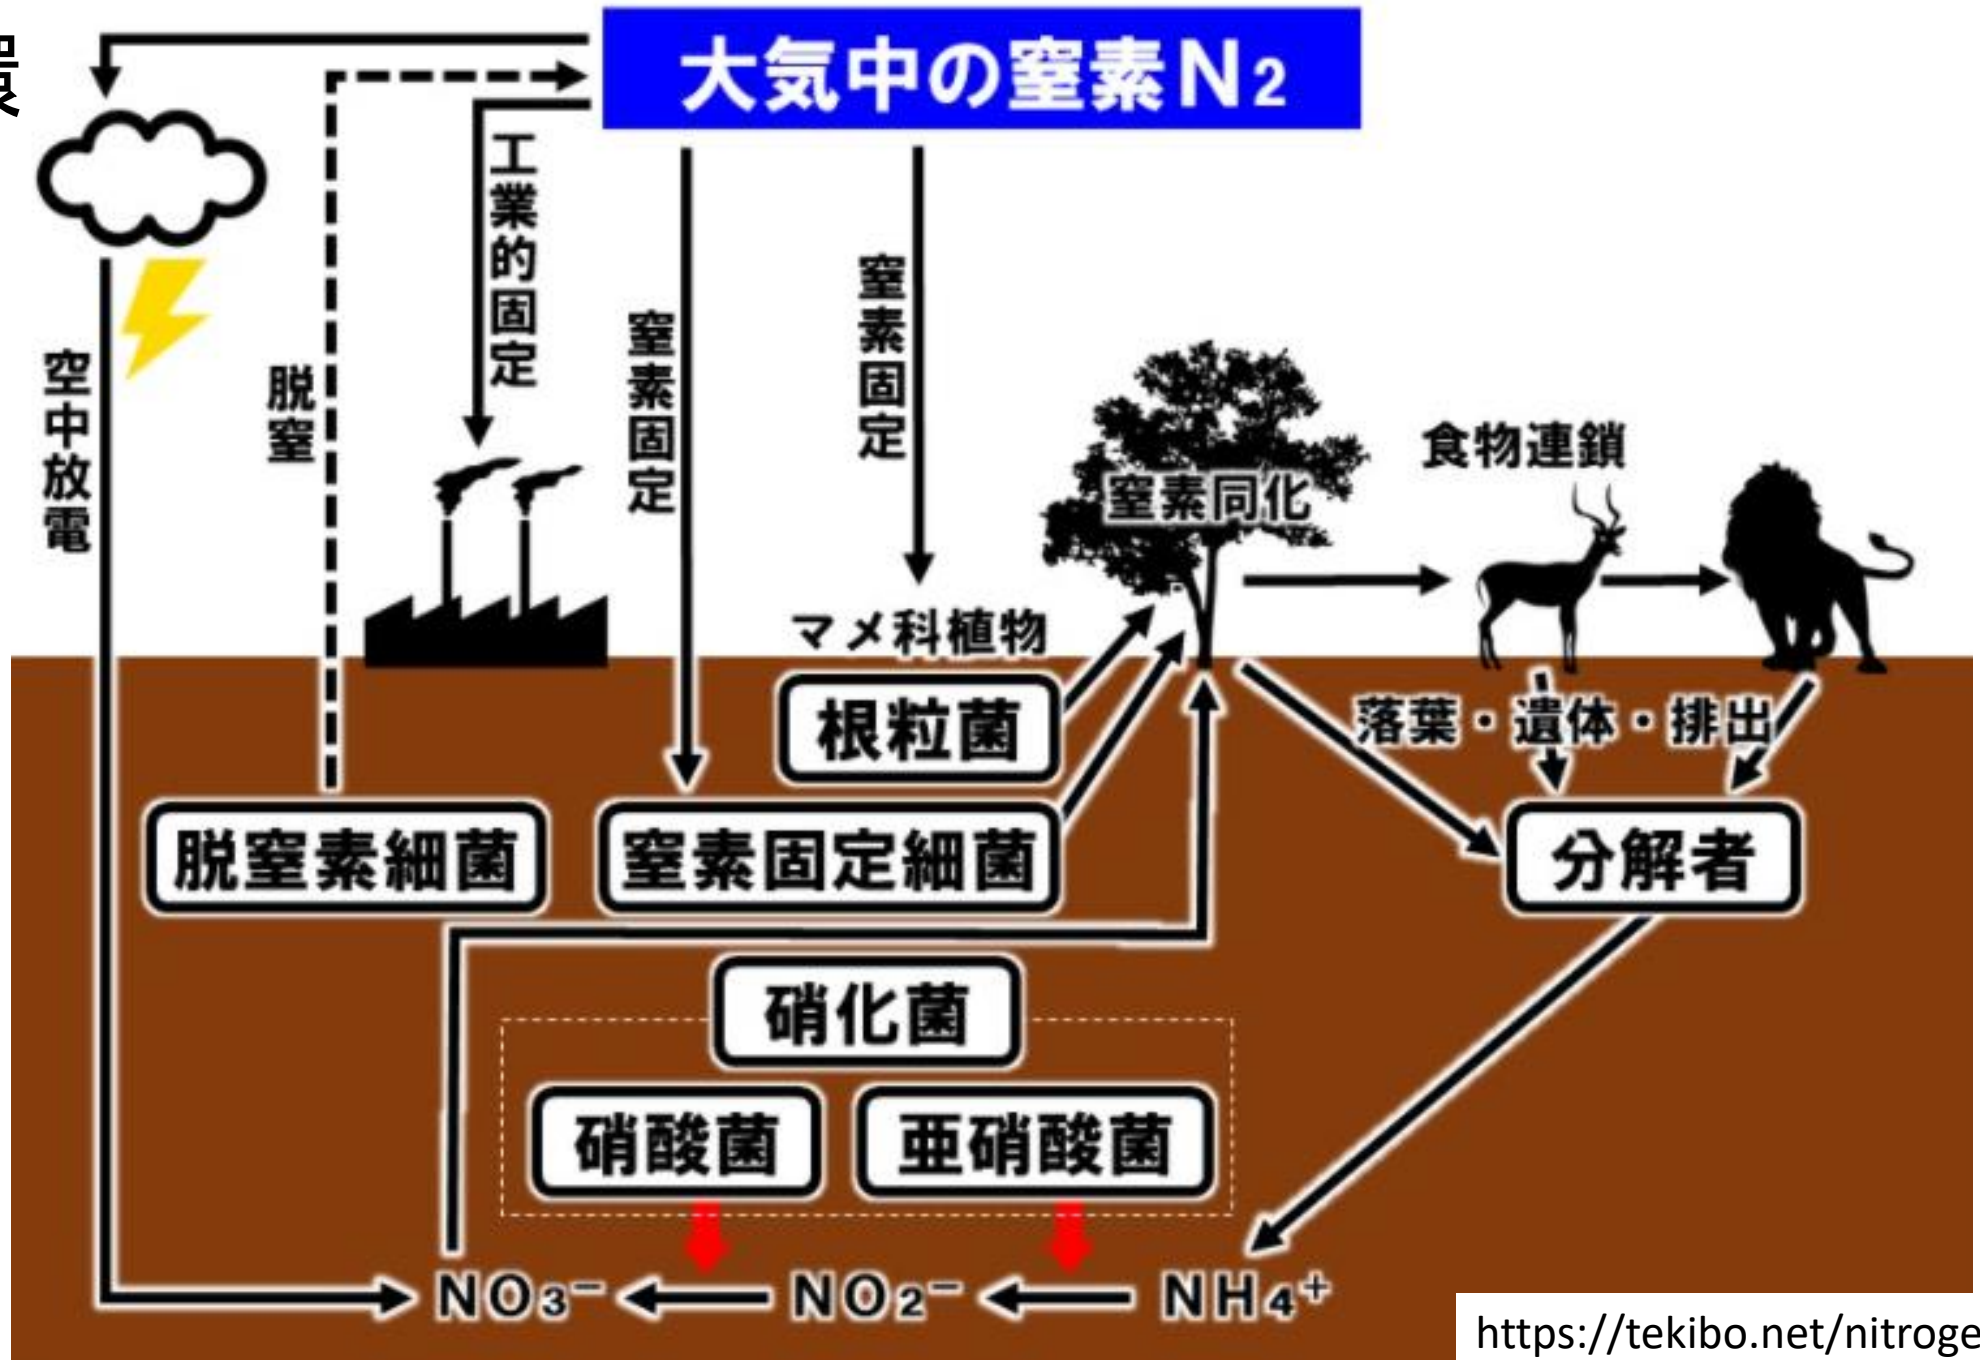 環
大気中の窒素N2
工業的固定
窒素固定
窒素固定
空中放電
脱窒
窒素同化
食物連鎖
マメ科植物
根粒菌
落葉・遺体・排出
脱窒素細菌
窒素固定細菌
分解者
硝化菌
硝酸菌
亜硝酸菌
NO3−
NO2−
NH4+
https://tekibo.net/nitroge